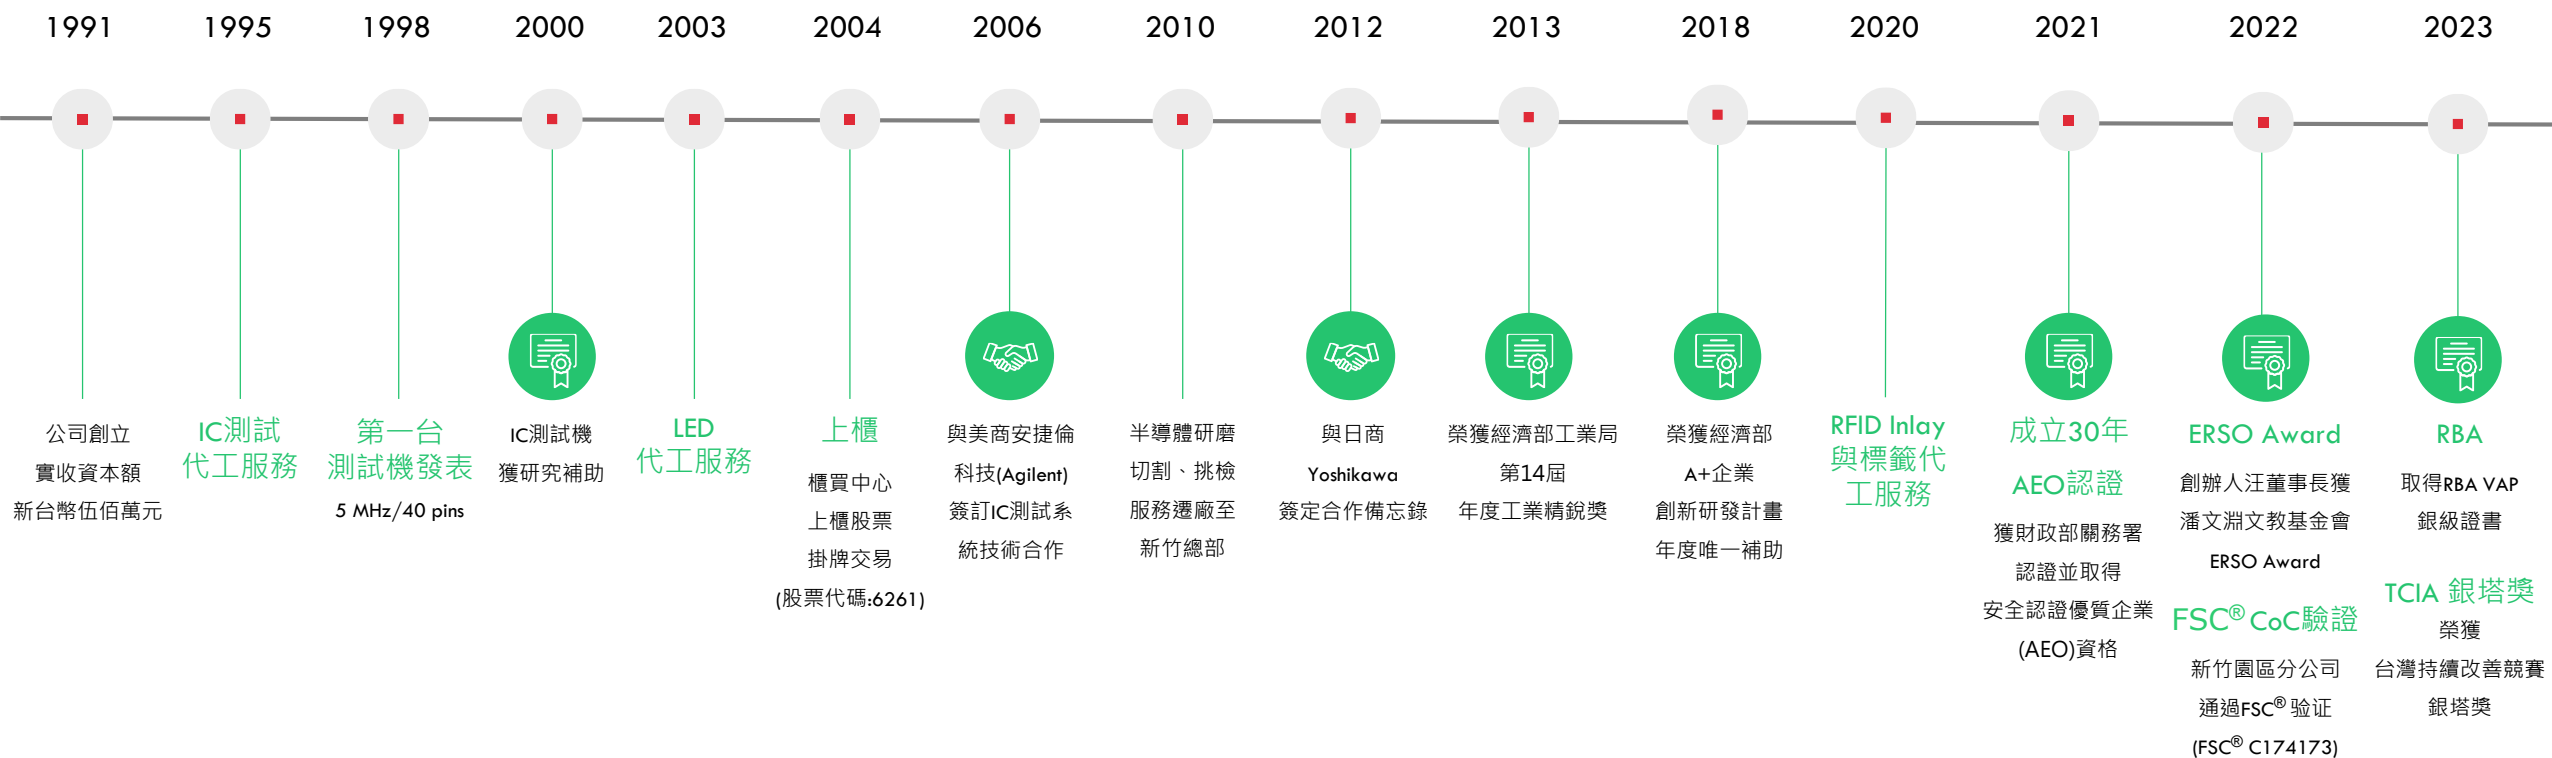 1991
公司創立
實收資本額
新台幣伍佰萬元
1995
IC測試
代工服務
1998
第一台
測試機發表
5 MHz/40 pins
2000
IC測試機
獲研究補助
2003
LED
代工服務
2004
上櫃
櫃買中心
上櫃股票
掛牌交易
(股票代碼:6261)
2006
與美商安捷倫
科技(Agilent)
簽訂IC測試系
統技術合作
2010
半導體研磨
切割、挑檢
服務遷廠至
新竹總部
2012
與日商
Yoshikawa
簽定合作備忘錄
2013
榮獲經濟部工業局
第14屆
年度工業精銳獎
2018
榮獲經濟部
A+企業
創新研發計畫
年度唯一補助
2020
RFID Inlay
與標籤代
工服務
2021
成立30年
AEO認證
獲財政部關務署
認證並取得
安全認證優質企業
(AEO)資格
2022
ERSO Award
創辦人汪董事長獲
潘文淵文教基金會
ERSO Award
FSC® CoC驗證
新竹園區分公司
通過FSC® 验证
(FSC® C174173)
2023
RBA
取得RBA VAP
銀級證書
TCIA 銀塔獎
榮獲
台灣持續改善競賽
銀塔獎